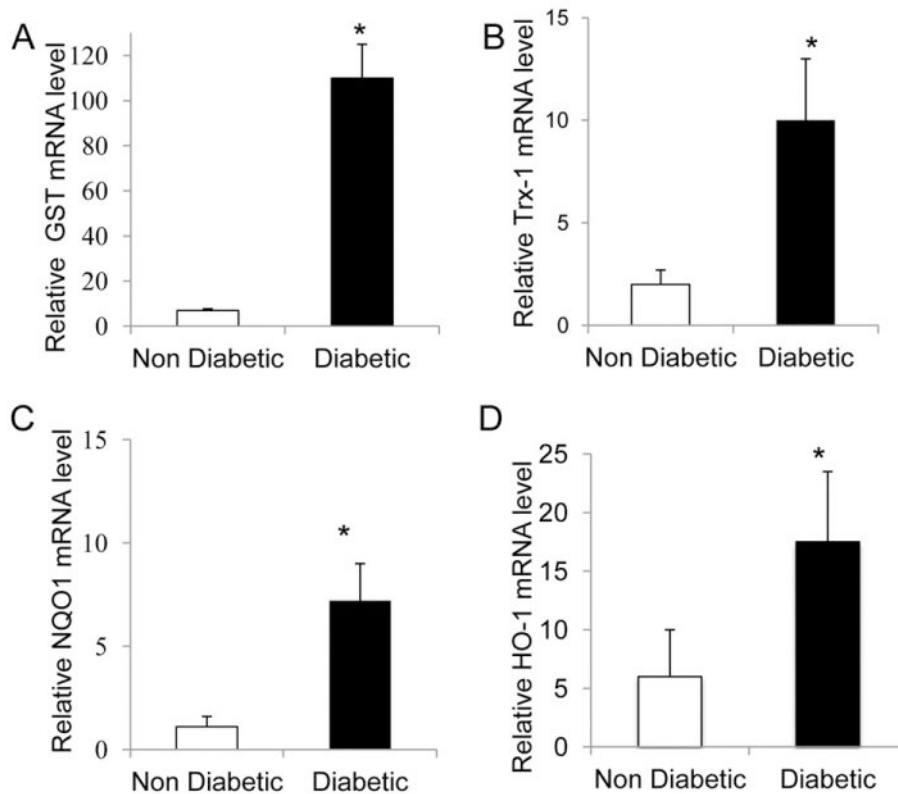 A
Relative GST mRNA level
120
100
80
60
40
20
0
*
Non Diabetic Diabetic
B
Relative Trx-1 mRNA level
15
10
5
0
*
Non Diabetic Diabetic
C
Relative NQO1 mRNA level
15
10
5
0
*
Non Diabetic Diabetic
D
Relative HO-1 mRNA level
25
20
15
10
5
0
*
Non Diabetic Diabetic